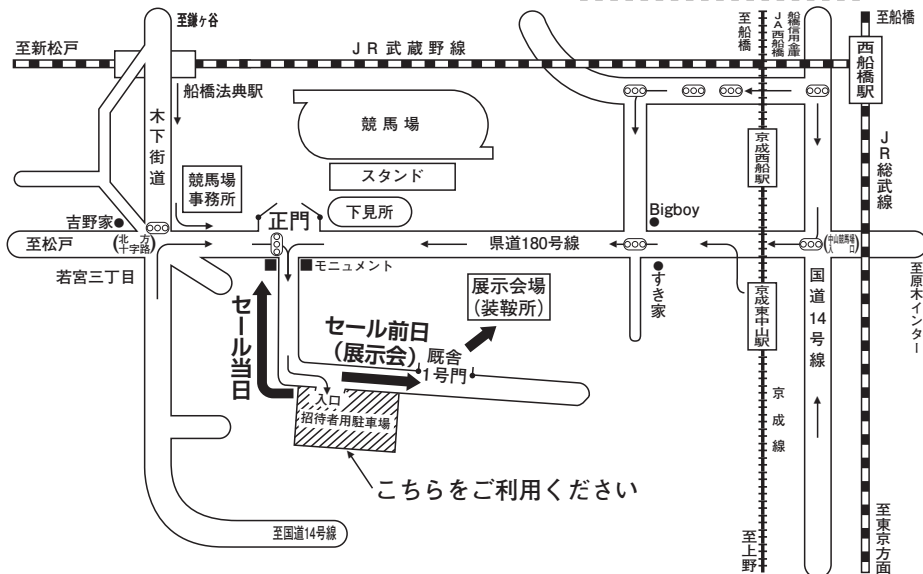 至鎌ヶ谷
至新松戸
JR武蔵野線
至船橋
JA西船橋
船橋信用金庫
至船橋
西船橋駅
船橋法典駅
木下街道
競馬場
スタンド
下見所
競馬場
事務所
正門
京成西船駅
JR総武線
吉野家
Bigboy
至松戸
(北方
十字路)
県道180号線
(中山競馬場
入口)
若宮三丁目
モニュメント
すき家
展示会場
(装鞍所)
京成東中山駅
国道14号線
至原木インター
セール当日
セール前日
(展示会)
厩舎
1号門
入口
招待者用駐車場
京成線
こちらをご利用ください
至国道14号線
至上野
至東京方面